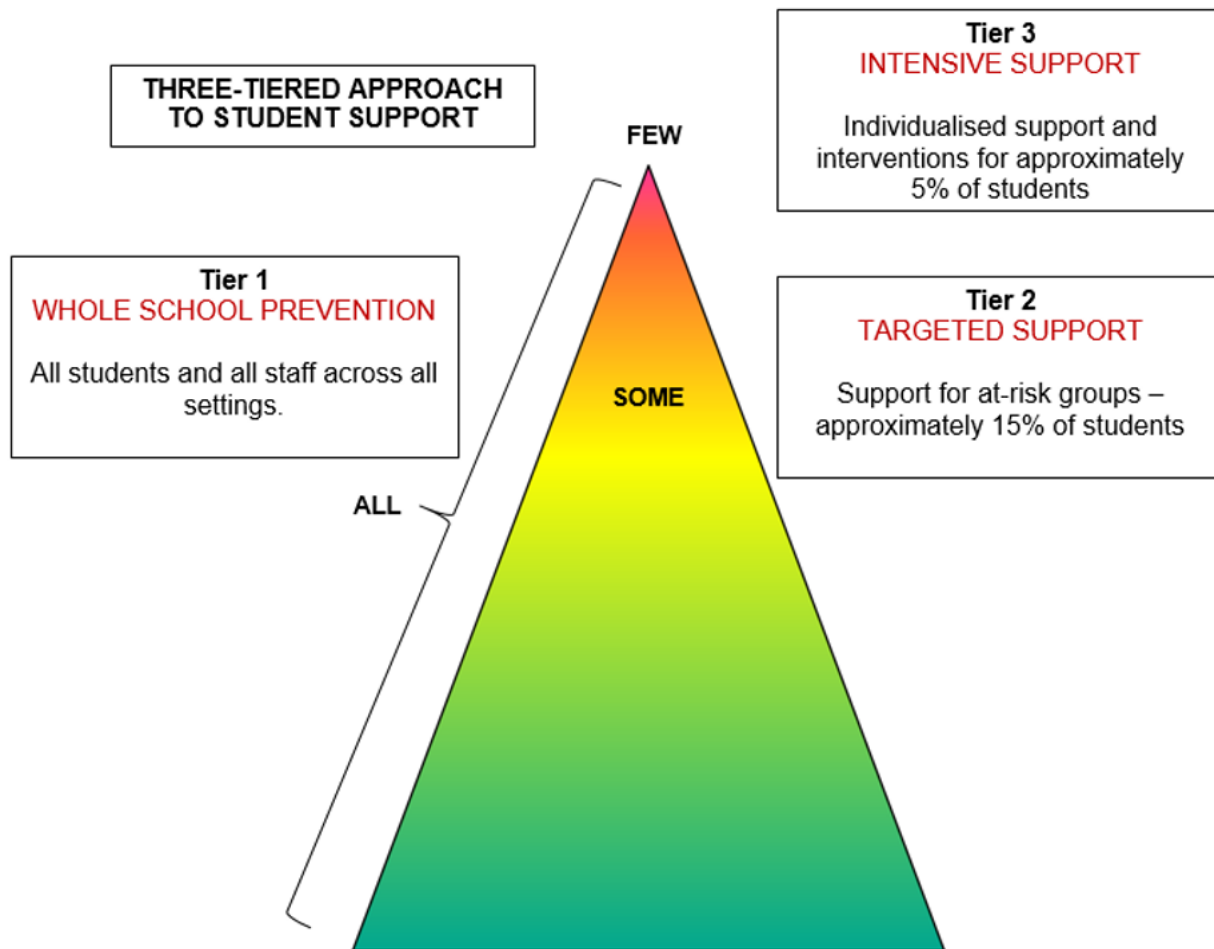 THREE-TIERED APPROACH
TO STUDENT SUPPORT
FEW
Tier 3
INTENSIVE SUPPORT
Individualised support and
interventions for approximately
5% of students
Tier 1
WHOLE SCHOOL PREVENTION
All students and all staff across all
settings.
Tier 2
TARGETED SUPPORT
Support for at-risk groups –
approximately 15% of students
SOME
ALL